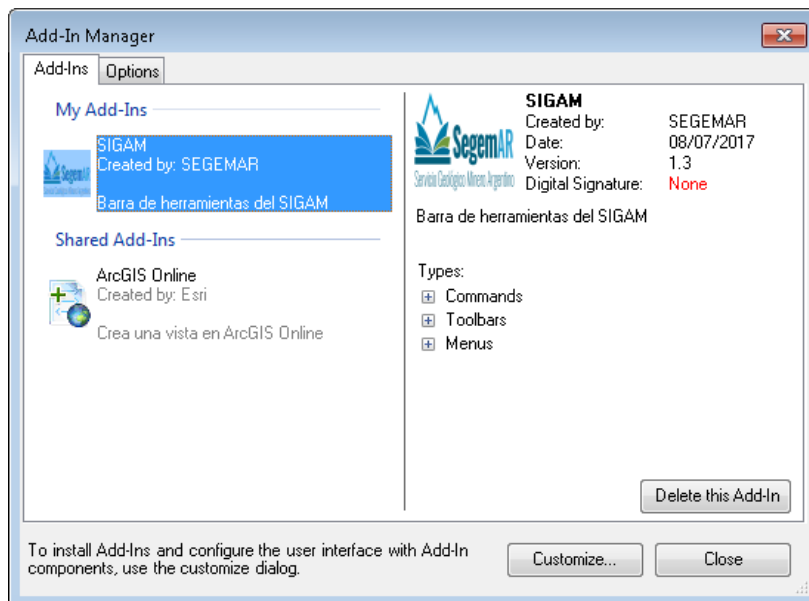 Add-In Manager
Add-Ins
Options
My Add-Ins
SegemAR
SIGAM
Created by: SEGEMAR
Barra de herramientas del SIGAM
Shared Add-Ins
ArcGIS Online
Created by: Esri
Crea una vista en ArcGIS Online
SegemAR
Servicio Geológico Minero Argentino
SIGAM
Created by: SEGEMAR
Date: 08/07/2017
Version: 1.3
Digital Signature: None
Barra de herramientas del SIGAM
Types:
Commands
Toolbars
Menus
Delete this Add-In
To install Add-Ins and configure the user interface with Add-In
components, use the customize dialog.
Customize...
Close